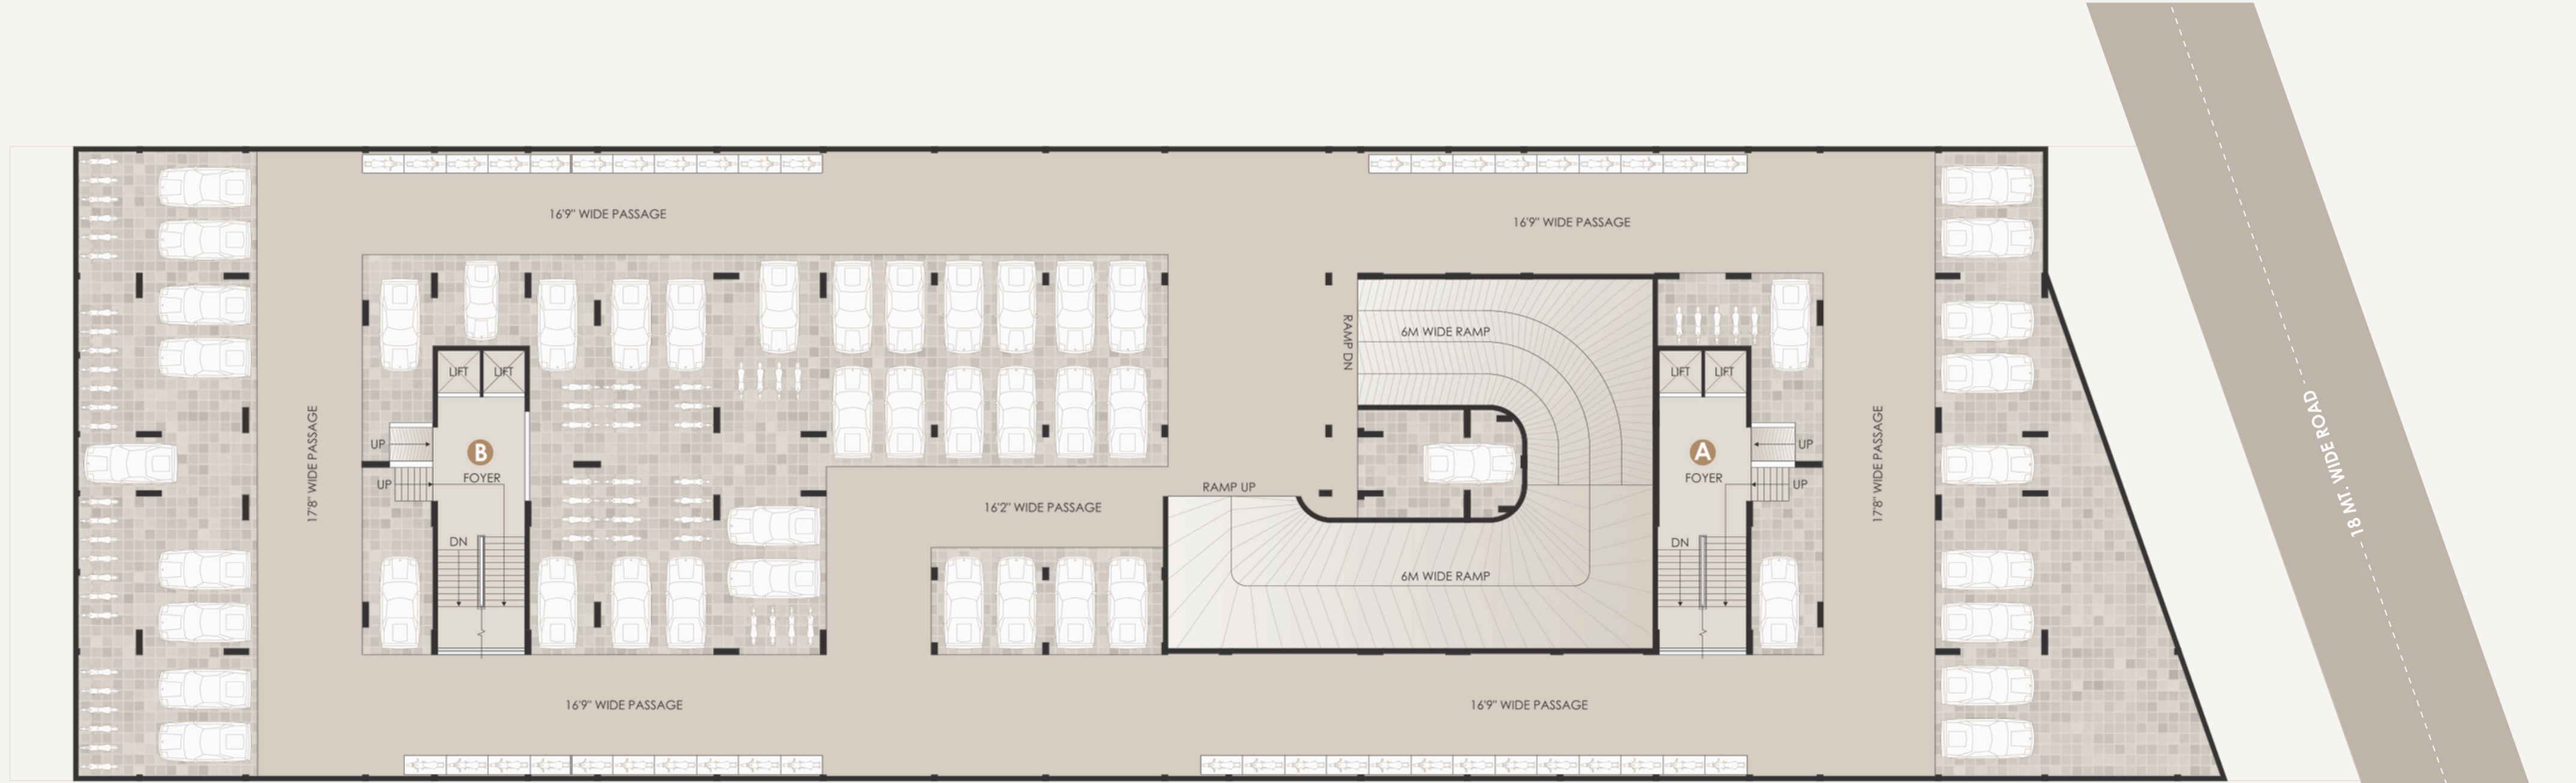 18 MT. WIDE ROAD
16'9" WIDE PASSAGE
16'9" WIDE PASSAGE
17'8" WIDE PASSAGE
LIFT
LIFT
UP
B
FOYER
UP
DN
16'2" WIDE PASSAGE
RAMP DN
6M WIDE RAMP
RAMP UP
6M WIDE RAMP
LIFT
LIFT
A
FOYER
UP
UP
DN
17'8" WIDE PASSAGE
16'9" WIDE PASSAGE
16'9" WIDE PASSAGE